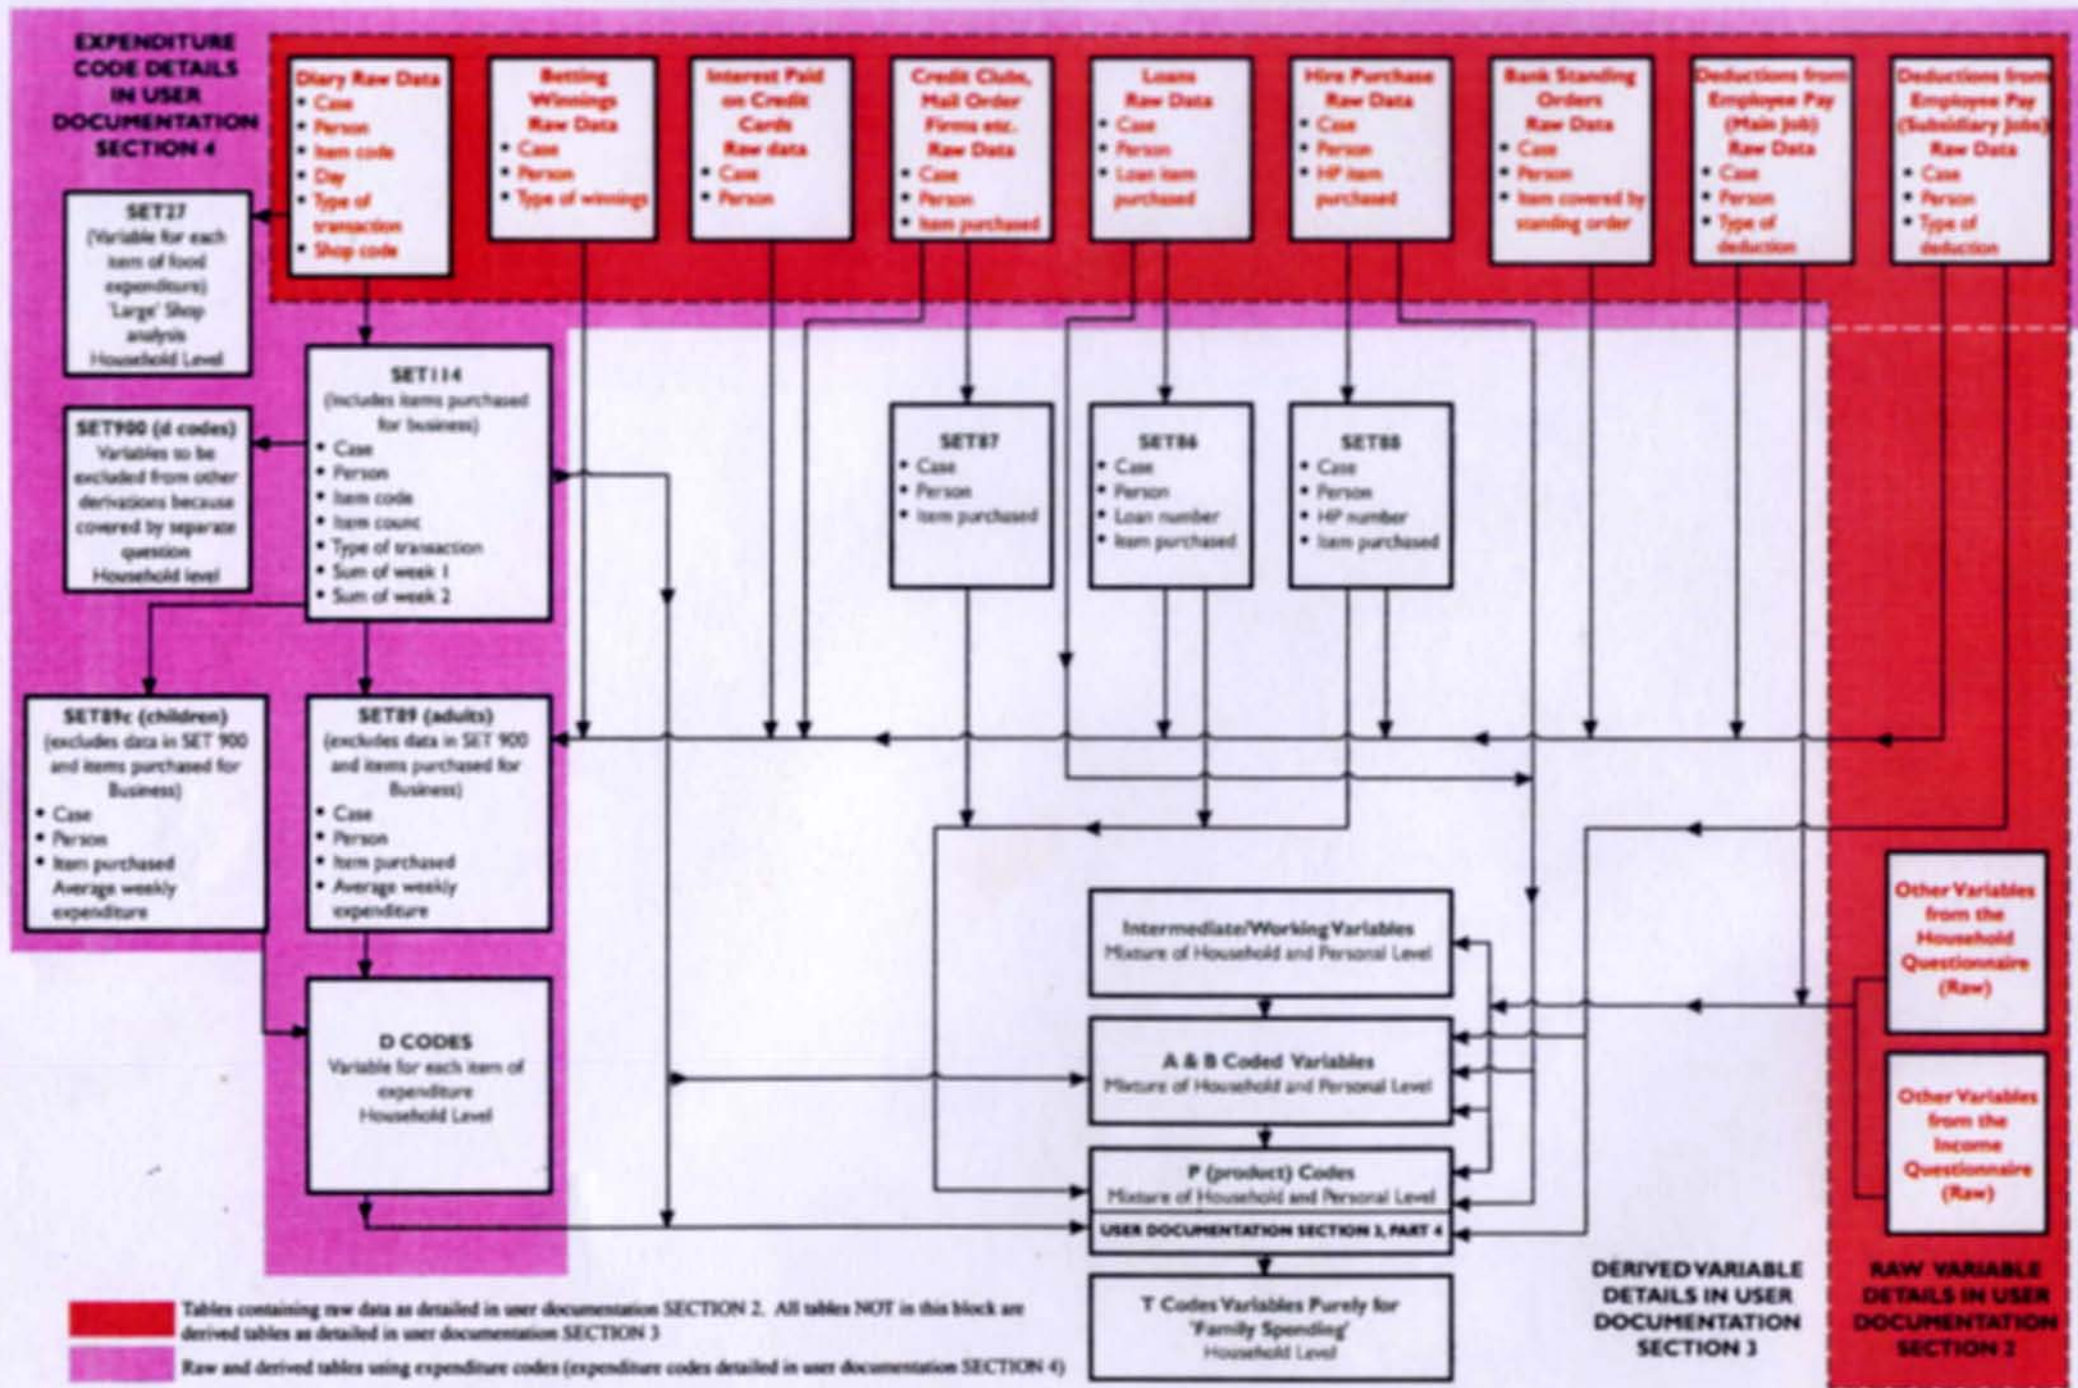 EXPENDITURE
CODE DETAILS
IN USER
DOCUMENTATION
SECTION 4
Diary Raw Data
• Case
• Person
• Item code
• Day
• Type of
transaction
• Shop code
Betting
Winnings
Raw Data
• Case
• Person
• Type of winnings
Interest Paid
on Credit
Cards
Raw data
• Case
• Person
Credit Clubs,
Mail Order
Firms etc.
Raw Data
• Case
• Person
• Item purchased
Loans
Raw Data
• Case
• Person
• Loan item
purchased
Hire Purchase
Raw Data
• Case
• Person
• HP item
purchased
Bank Standing
Orders
Raw Data
• Case
• Person
• Item covered by
standing order
Deductions from
Employee Pay
(Main Job)
Raw Data
• Case
• Person
• Type of
deduction
Deductions from
Employee Pay
(Subsidiary Jobs)
Raw Data
• Case
• Person
• Type of
deduction
SET27
(Variable for each
item of food
expenditure)
'Large' Shop
analysis
Household Level
SET114
(Includes items purchased
for business)
• Case
• Person
• Item code
• Item count
• Type of transaction
• Sum of week 1
• Sum of week 2
SET900 (d codes)
Variables to be
excluded from other
derivations because
covered by separate
question
Household level
SET87
• Case
• Person
• Item purchased
SET86
• Case
• Person
• Loan number
• Item purchased
SET88
• Case
• Person
• HP number
• Item purchased
SET89c (children)
(excludes data in SET 900
and items purchased for
Business)
• Case
• Person
• Item purchased
Average weekly
expenditure
SET89 (adults)
(excludes data in SET 900
and items purchased for
Business)
• Case
• Person
• Item purchased
• Average weekly
expenditure
D CODES
Variable for each item of
expenditure
Household Level
Intermediate/Working Variables
Mixture of Household and Personal Level
A & B Coded Variables
Mixture of Household and Personal Level
P (product) Codes
Mixture of Household and Personal Level
USER DOCUMENTATION SECTION 3, PART 4
T Codes Variables Purely for
'Family Spending'
Household Level
Other Variables
from the
Household
Questionnaire
(Raw)
Other Variables
from the
Income
Questionnaire
(Raw)
DERIVED VARIABLE
DETAILS IN USER
DOCUMENTATION
SECTION 3
RAW VARIABLE
DETAILS IN USER
DOCUMENTATION
SECTION 2
Tables containing raw data as detailed in user documentation SECTION 2. All tables NOT in this block are
derived tables as detailed in user documentation SECTION 3
Raw and derived tables using expenditure codes (expenditure codes detailed in user documentation SECTION 4)